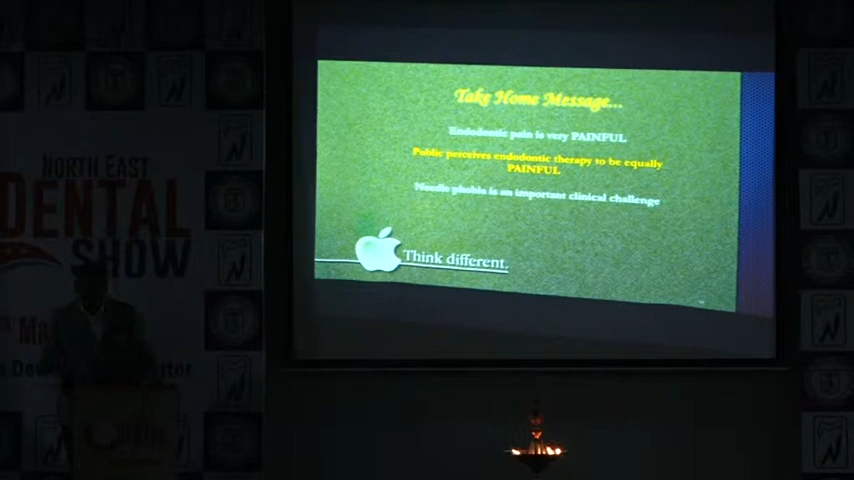 Take Home Message...
Endodontic pain is very PAINFUL
Public perceives endodontic therapy to be equally
PAINFUL
Needle phobia is an important clinical challenge
Think different.
NORTH EAST
DENTAL
SHOW